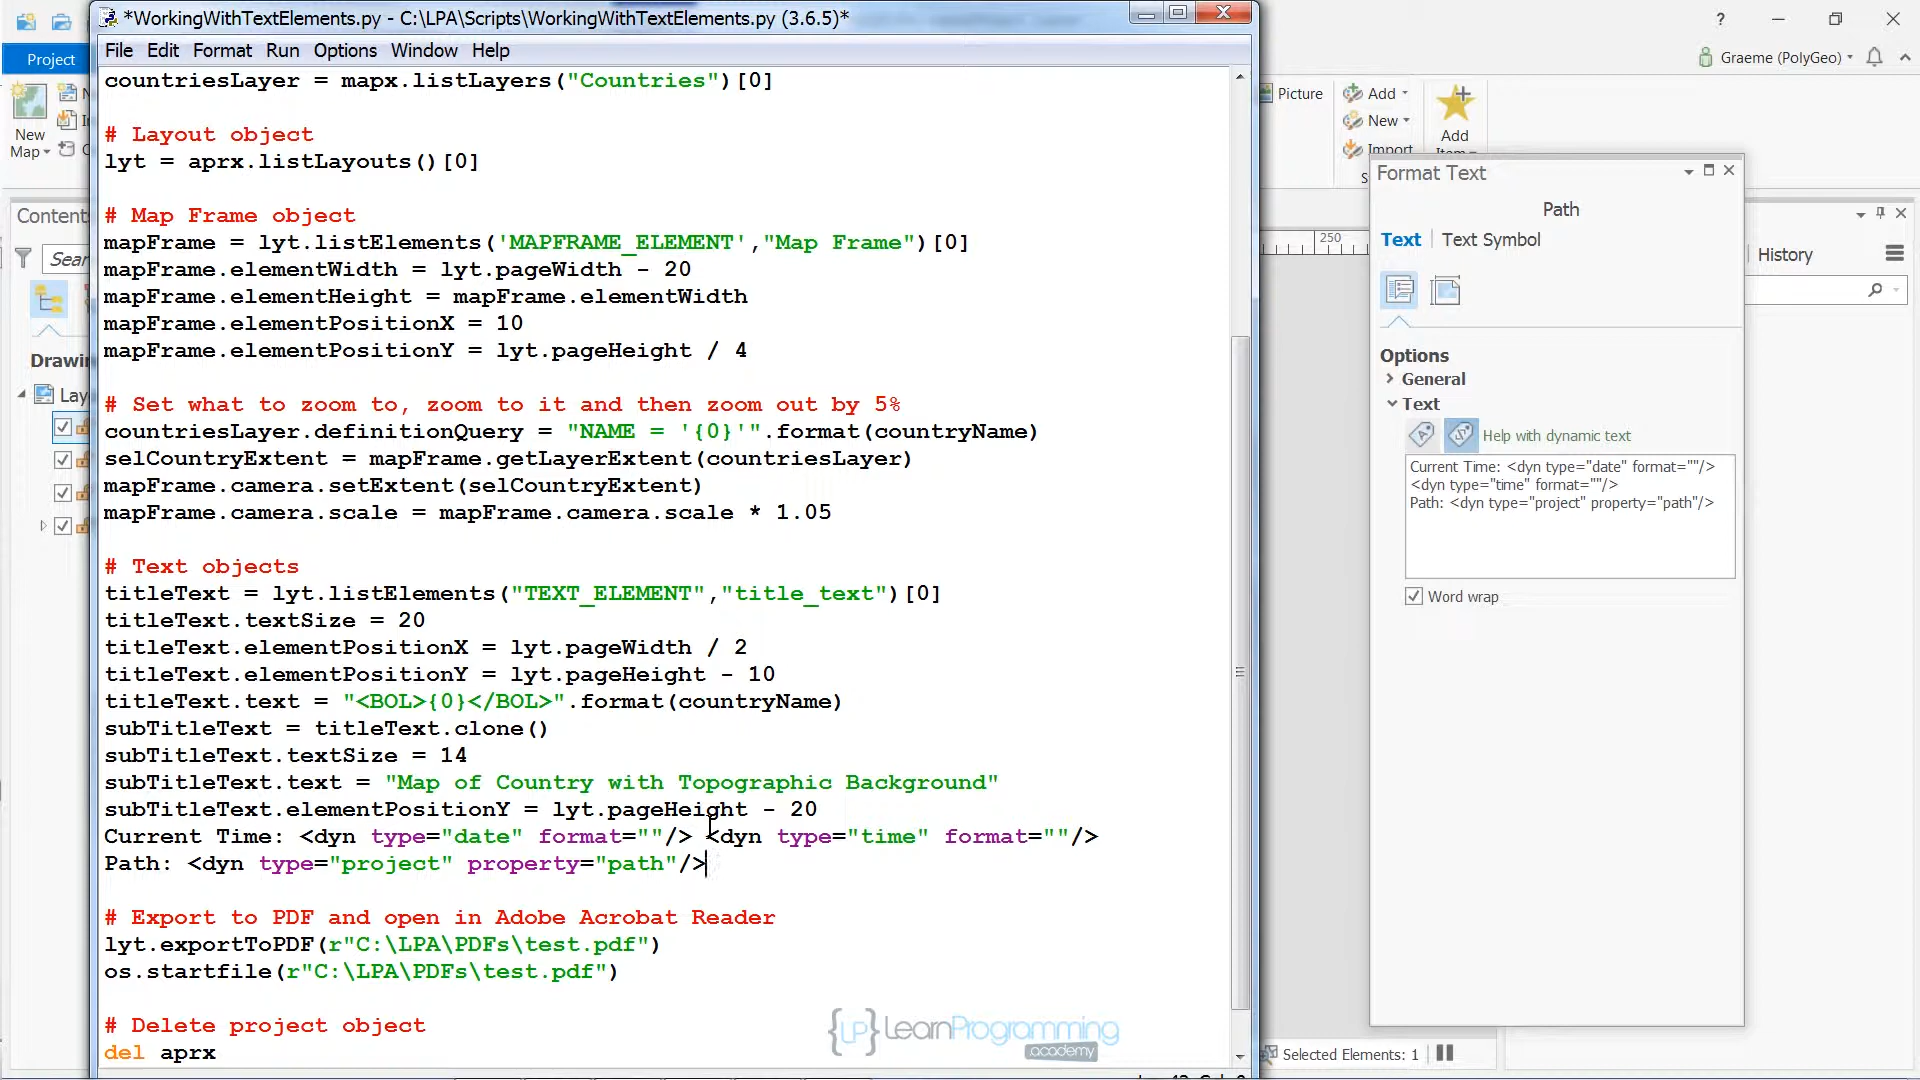 *WorkingWithTextElements.py - C:\LPA\Scripts\WorkingWithTextElements.py (3.6.5)*
File Edit Format Run Options Window Help
countriesLayer = mapx.listLayers("Countries")[0]
# Layout object
lyt = aprx.listLayouts()[0]
# Map Frame object
mapFrame = lyt.listElements('MAPFRAME_ELEMENT',"Map Frame")[0]
mapFrame.elementWidth = lyt.pageWidth - 20
mapFrame.elementHeight = mapFrame.elementWidth
mapFrame.elementPositionX = 10
mapFrame.elementPositionY = lyt.pageHeight / 4
# Set what to zoom to, zoom to it and then zoom out by 5%
countriesLayer.definitionQuery = "NAME = '{0}'".format(countryName)
selCountryExtent = mapFrame.getLayerExtent(countriesLayer)
mapFrame.camera.setExtent(selCountryExtent)
mapFrame.camera.scale = mapFrame.camera.scale * 1.05
# Text objects
titleText = lyt.listElements("TEXT_ELEMENT","title_text")[0]
titleText.textSize = 20
titleText.elementPositionX = lyt.pageWidth / 2
titleText.elementPositionY = lyt.pageHeight - 10
titleText.text = "<BOL>{0}</BOL>".format(countryName)
subTitleText = titleText.clone()
subTitleText.textSize = 14
subTitleText.text = "Map of Country with Topographic Background"
subTitleText.elementPositionY = lyt.pageHeight - 20
Current Time: <dyn type="date" format=""/> <dyn type="time" format=""/>
Path: <dyn type="project" property="path"/>
# Export to PDF and open in Adobe Acrobat Reader
lyt.exportToPDF(r"C:\LPA\PDFs\test.pdf")
os.startfile(r"C:\LPA\PDFs\test.pdf")
# Delete project object
del aprx
{LP} LearnProgramming
.academy
Project
New
Map
Content
Sear
Drawin
Lay
?
Graeme (PolyGeo)
Picture
Add
New
Import
Add
250
Format Text
Path
Text Text Symbol
Options
General
Text
Help with dynamic text
Current Time: <dyn type="date" format=""/>
<dyn type="time" format=""/>
Path: <dyn type="project" property="path"/>
Word wrap
History
Selected Elements: 1